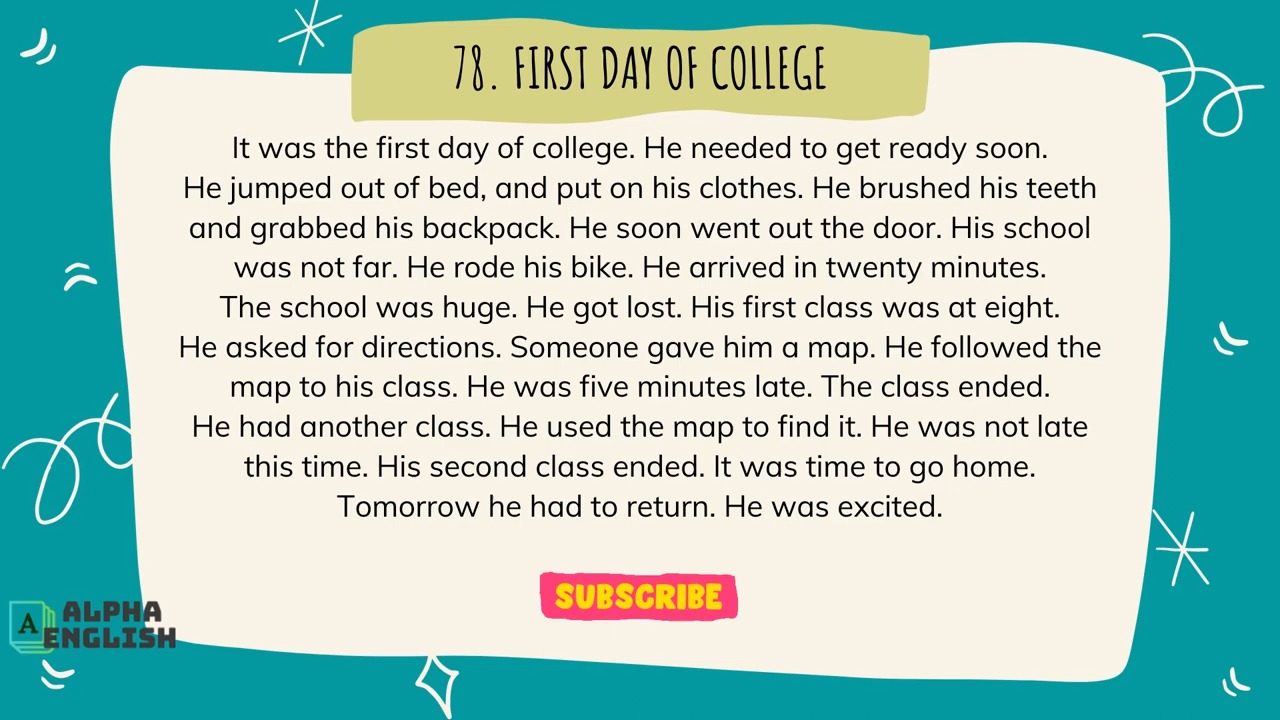 78. FIRST DAY OF COLLEGE
It was the first day of college. He needed to get ready soon.
He jumped out of bed, and put on his clothes. He brushed his teeth
and grabbed his backpack. He soon went out the door. His school
was not far. He rode his bike. He arrived in twenty minutes.
The school was huge. He got lost. His first class was at eight.
He asked for directions. Someone gave him a map. He followed the
map to his class. He was five minutes late. The class ended.
He had another class. He used the map to find it. He was not late
this time. His second class ended. It was time to go home.
Tomorrow he had to return. He was excited.
SUBSCRIBE
A
ALPHA
ENGLISH